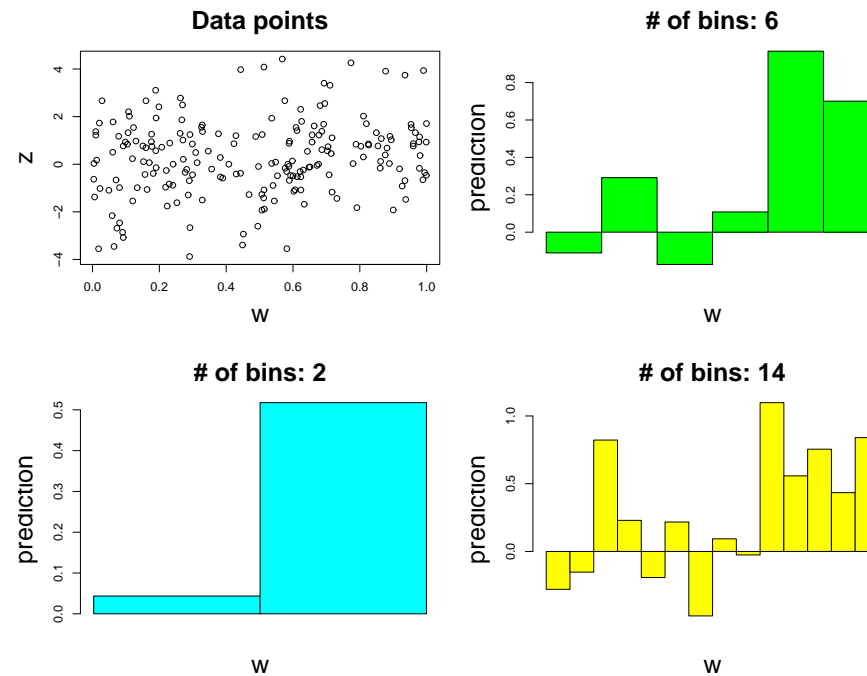 Data points
4
2
0
−2
−4
z
0.0 0.2 0.4 0.6 0.8 1.0
w
# of bins: 6
0.8
0.6
0.4
0.2
0.0
prediction
w
# of bins: 2
0.5
0.4
0.3
0.2
0.1
0.0
prediction
w
# of bins: 14
1.0
0.5
0.0
prediction
w